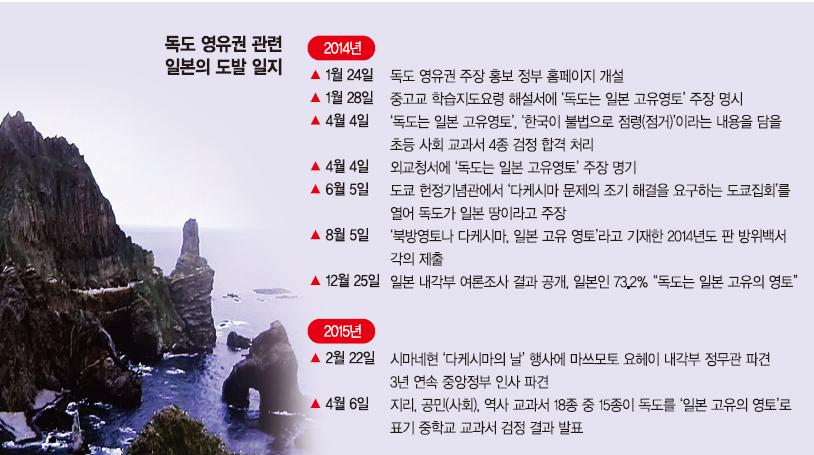 독도 영유권 관련
일본의 도발 일지
2014년
▲ 1월 24일 독도 영유권 주장 홍보 정부 홈페이지 개설
▲ 1월 28일 중고교 학습지도요령 해설서에 ‘독도는 일본 고유영토’ 주장 명시
▲ 4월 4일 ‘독도는 일본 고유영토’, ‘한국이 불법으로 점령(점거)’이라는 내용을 담을
초등 사회 교과서 4종 검정 합격 처리
▲ 4월 4일 외교청서에 ‘독도는 일본 고유영토’ 주장 명기
▲ 6월 5일 도쿄 헌정기념관에서 ‘다케시마 문제의 조기 해결을 요구하는 도쿄집회’를
열어 독도가 일본 땅이라고 주장
▲ 8월 5일 ‘북방영토나 다케시마, 일본 고유 영토’라고 기재한 2014년도 판 방위백서
각의 제출
▲ 12월 25일 일본 내각부 여론조사 결과 공개, 일본인 73.2% “독도는 일본 고유의 영토”
2015년
▲ 2월 22일 시마네현 ‘다케시마의 날’ 행사에 마쓰모토 요헤이 내각부 정무관 파견
3년 연속 중앙정부 인사 파견
▲ 4월 6일 지리, 공민(사회), 역사 교과서 18종 중 15종이 독도를 ‘일본 고유의 영토’로
표기 중학교 교과서 검정 결과 발표